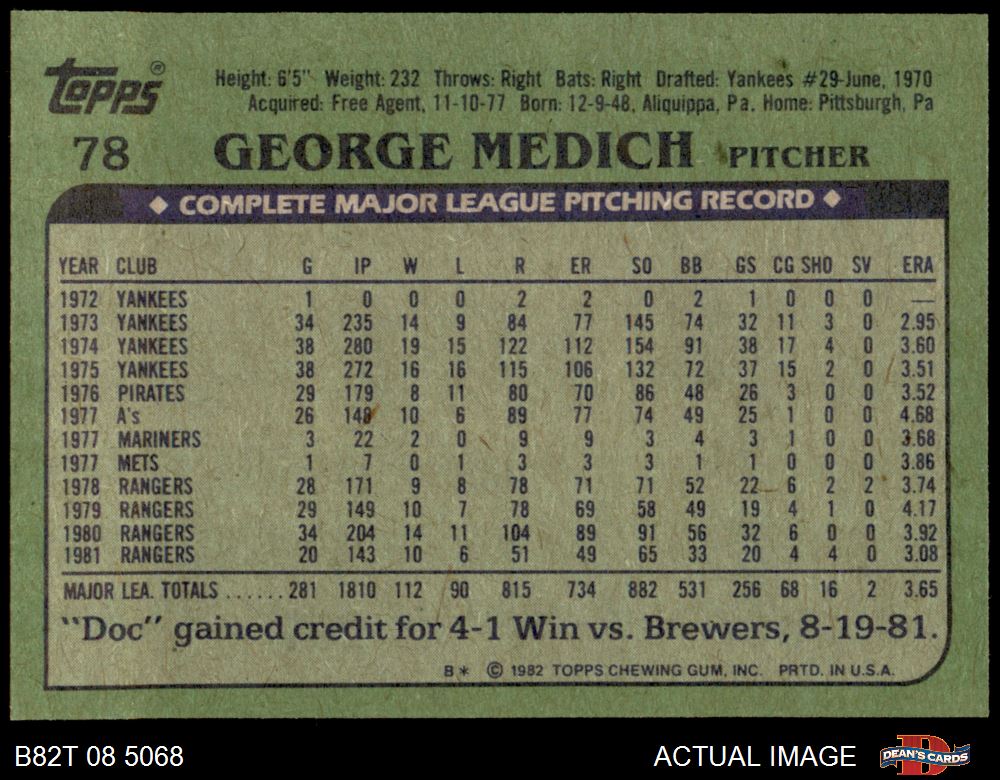 Topps®
Height: 6'5" Weight: 232 Throws: Right Bats: Right Drafted: Yankees #29-June, 1970
Acquired: Free Agent, 11-10-77 Born: 12-9-48, Aliquippa, Pa. Home: Pittsburgh, Pa
78 GEORGE MEDICH PITCHER
◆ COMPLETE MAJOR LEAGUE PITCHING RECORD ◆
YEAR CLUB G IP W L R ER SO BB GS CG SHO SV ERA
1972 YANKEES 1 0 0 0 2 2 0 2 1 0 0 0 —
1973 YANKEES 34 235 14 9 84 77 145 74 32 11 3 0 2.95
1974 YANKEES 38 280 19 15 122 112 154 91 38 17 4 0 3.60
1975 YANKEES 38 272 16 16 115 106 132 72 37 15 2 0 3.51
1976 PIRATES 29 179 8 11 80 70 86 48 26 3 0 0 3.52
1977 A's 26 148 10 6 89 77 74 49 25 1 0 0 4.68
1977 MARINERS 3 22 2 0 9 9 3 4 3 1 0 0 3.68
1977 METS 1 7 0 1 3 3 3 1 1 0 0 0 3.86
1978 RANGERS 28 171 9 8 78 71 71 52 22 6 2 2 3.74
1979 RANGERS 29 149 10 7 78 69 58 49 19 4 1 0 4.17
1980 RANGERS 34 204 14 11 104 89 91 56 32 6 0 0 3.92
1981 RANGERS 20 143 10 6 51 49 65 33 20 4 4 0 3.08
MAJOR LEA. TOTALS ...... 281 1810 112 90 815 734 882 531 256 68 16 2 3.65
"Doc" gained credit for 4-1 Win vs. Brewers, 8-19-81.
B* © 1982 TOPPS CHEWING GUM, INC. PRTD. IN U.S.A.
B82T 08 5068 ACTUAL IMAGE DEAN'S CARDS